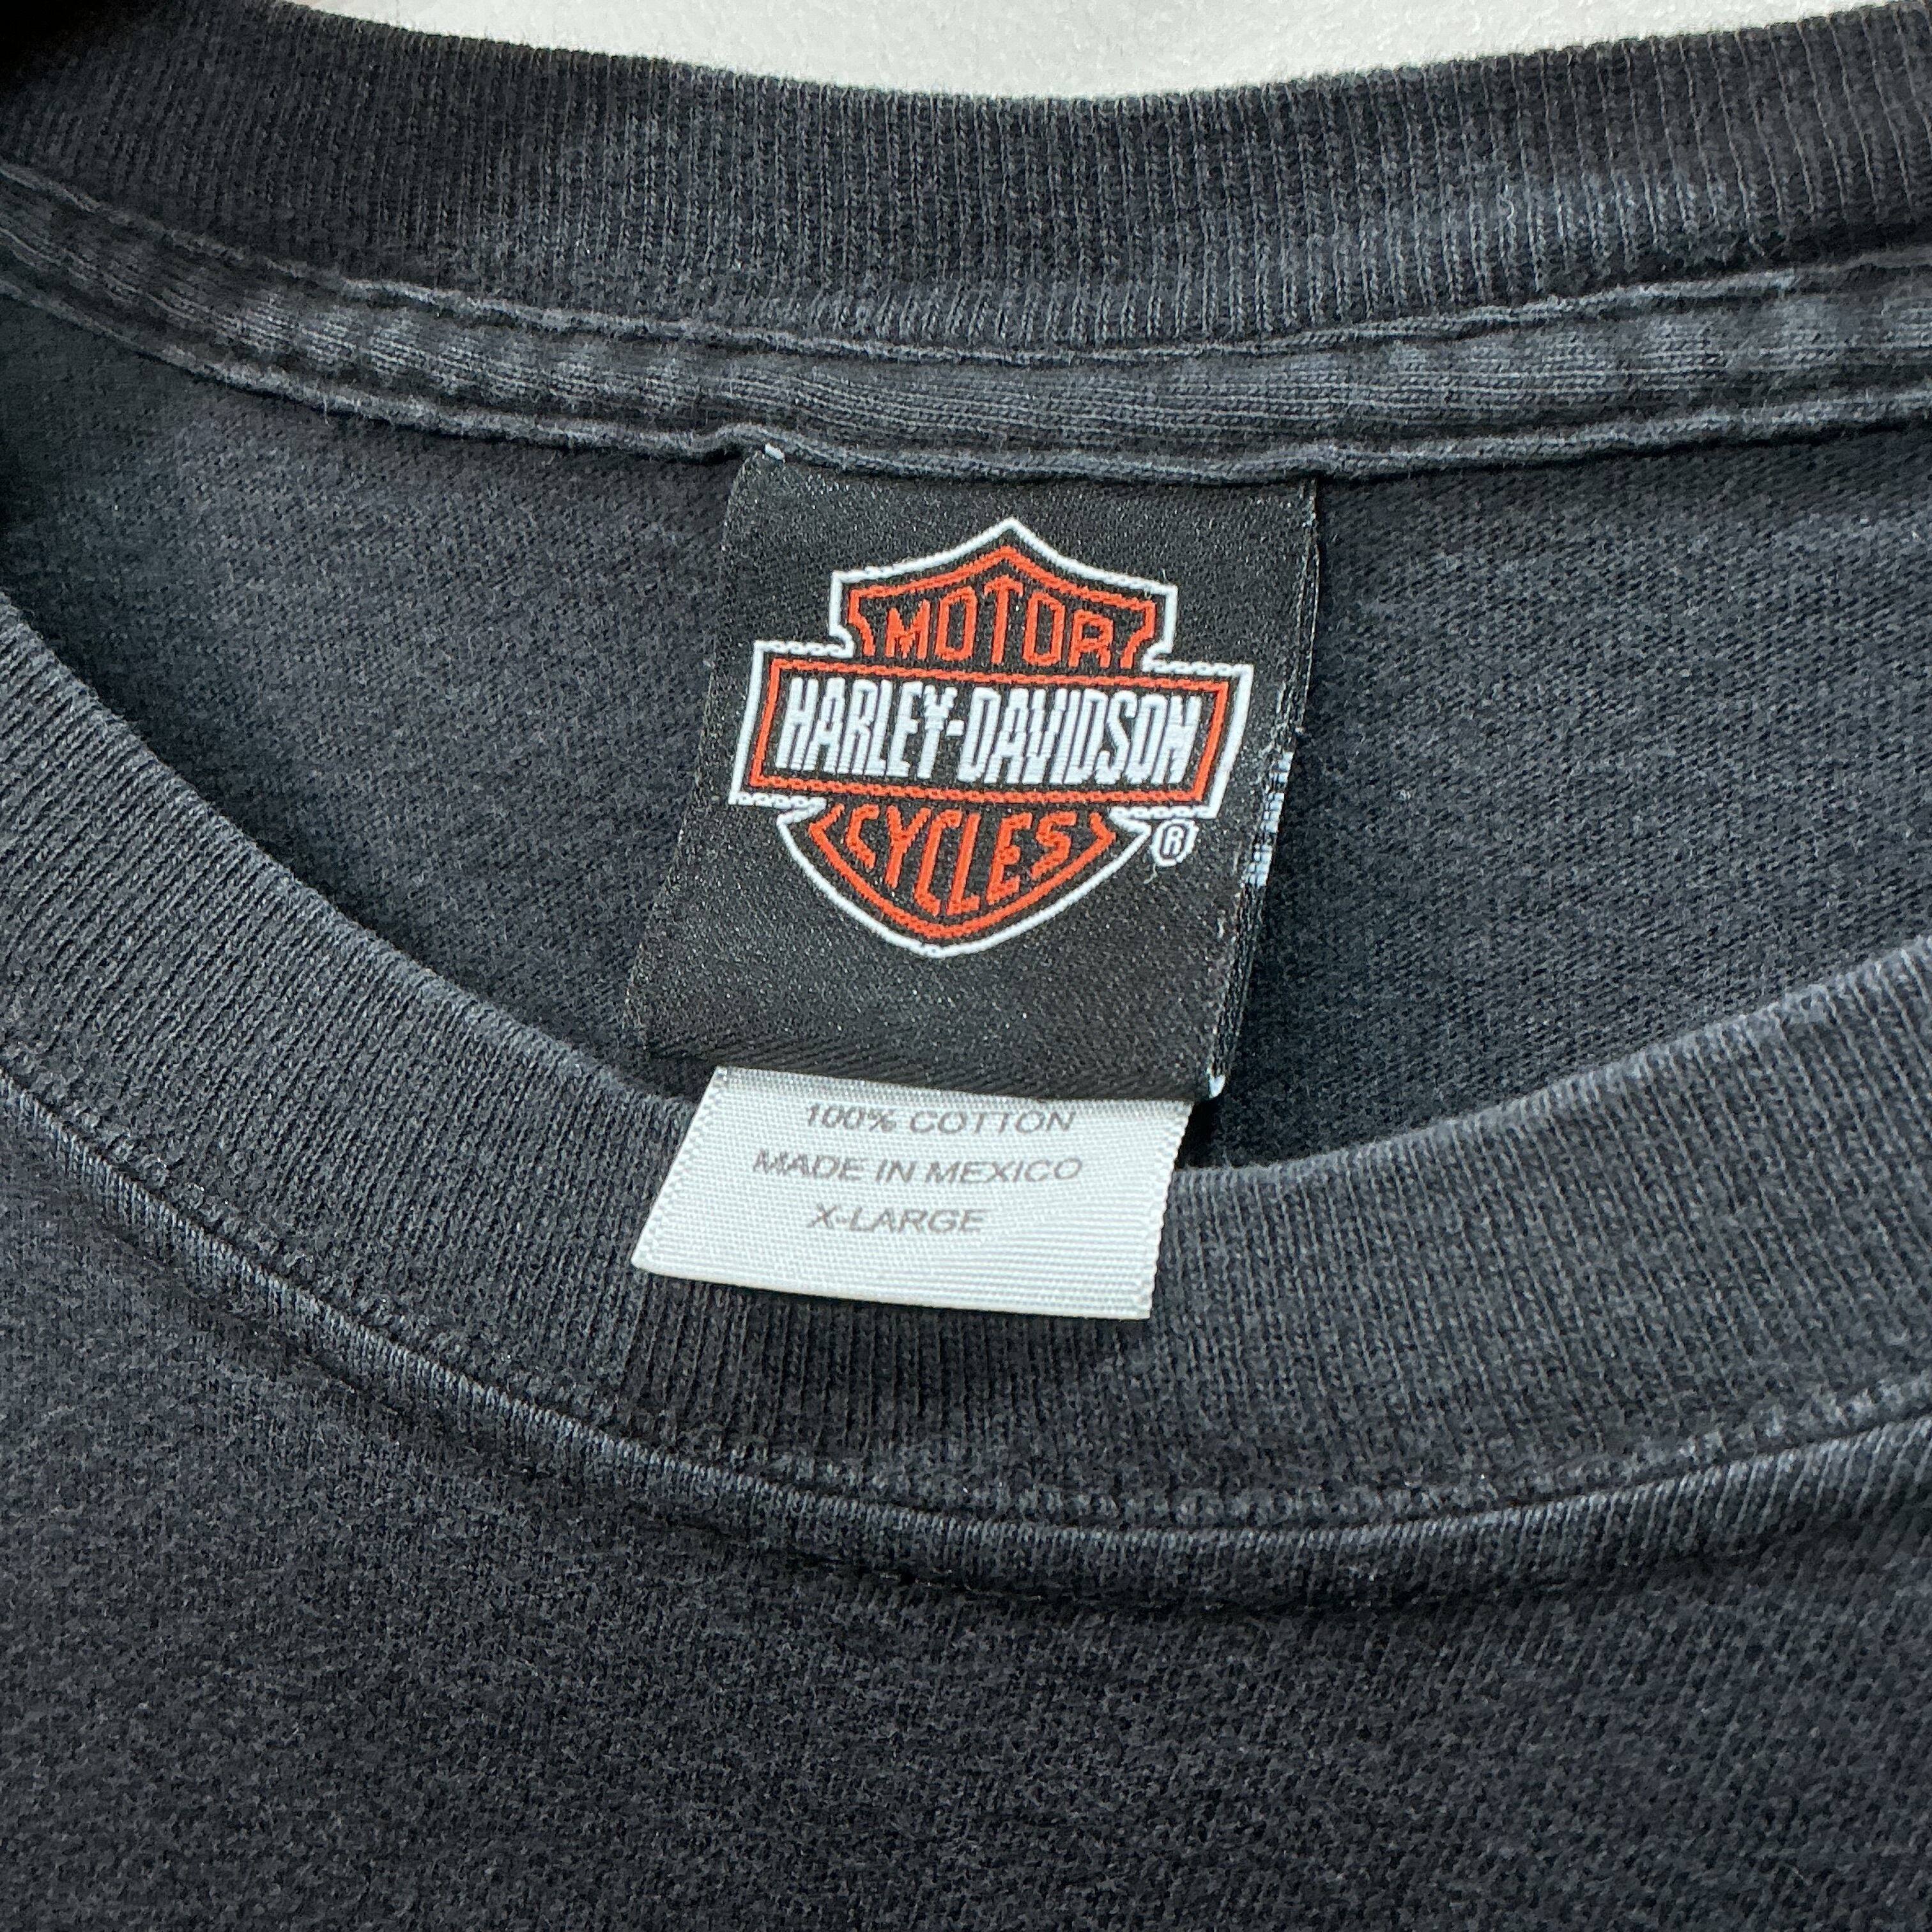 MOTOR
HARLEY-DAVIDSON
CYCLES
®
100% COTTON
MADE IN MEXICO
X-LARGE